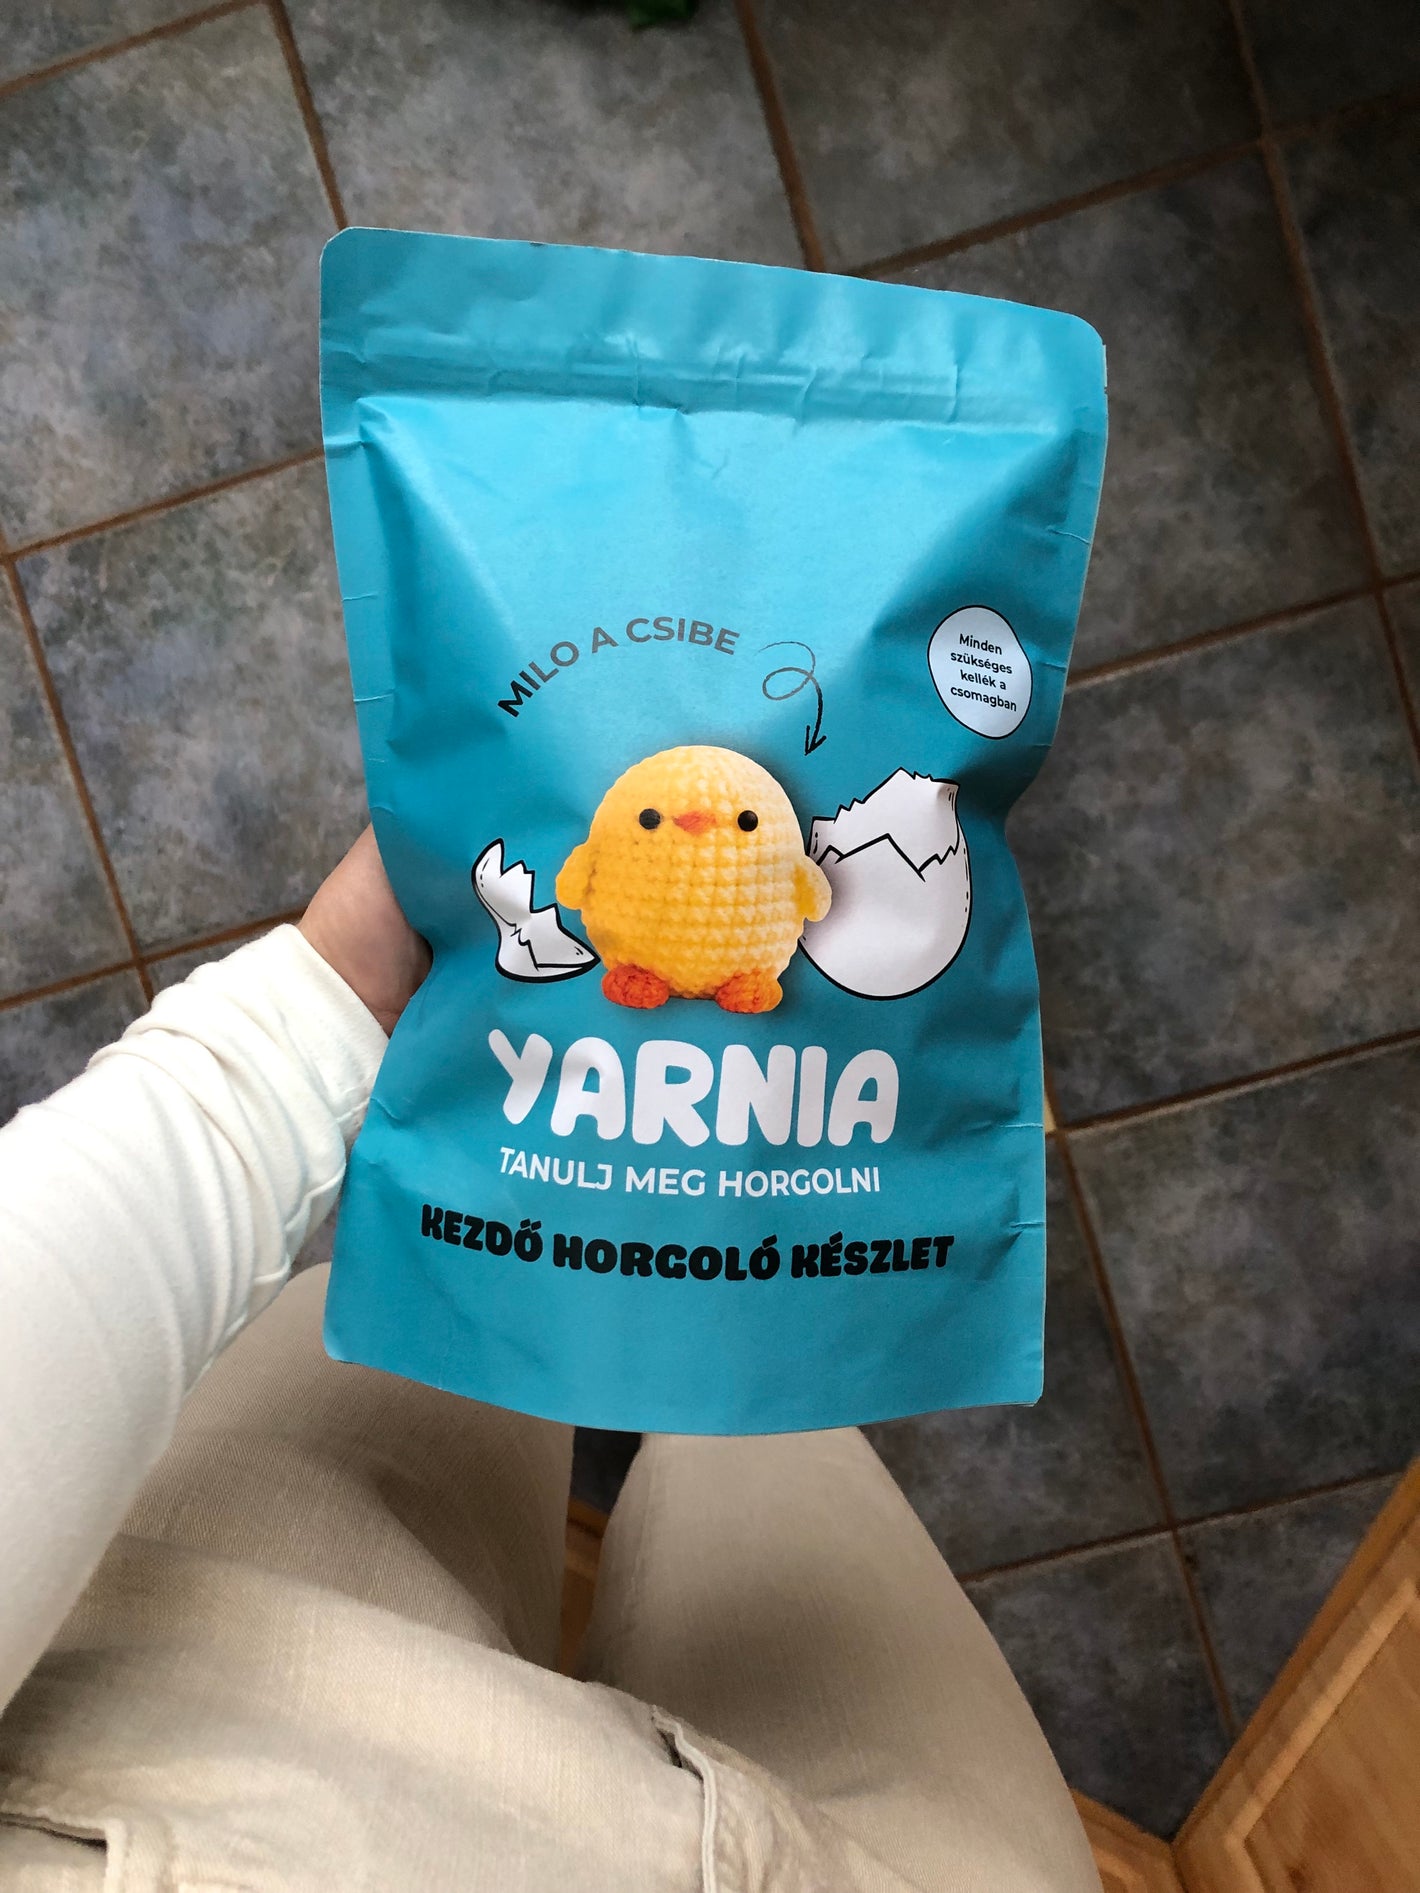 MILO A CSIBE
Minden
szükséges
kellék a
csomagban
YARNIA
TANULJ MEG HORGOLNI
KEZDŐ HORGOLÓ KÉSZLET